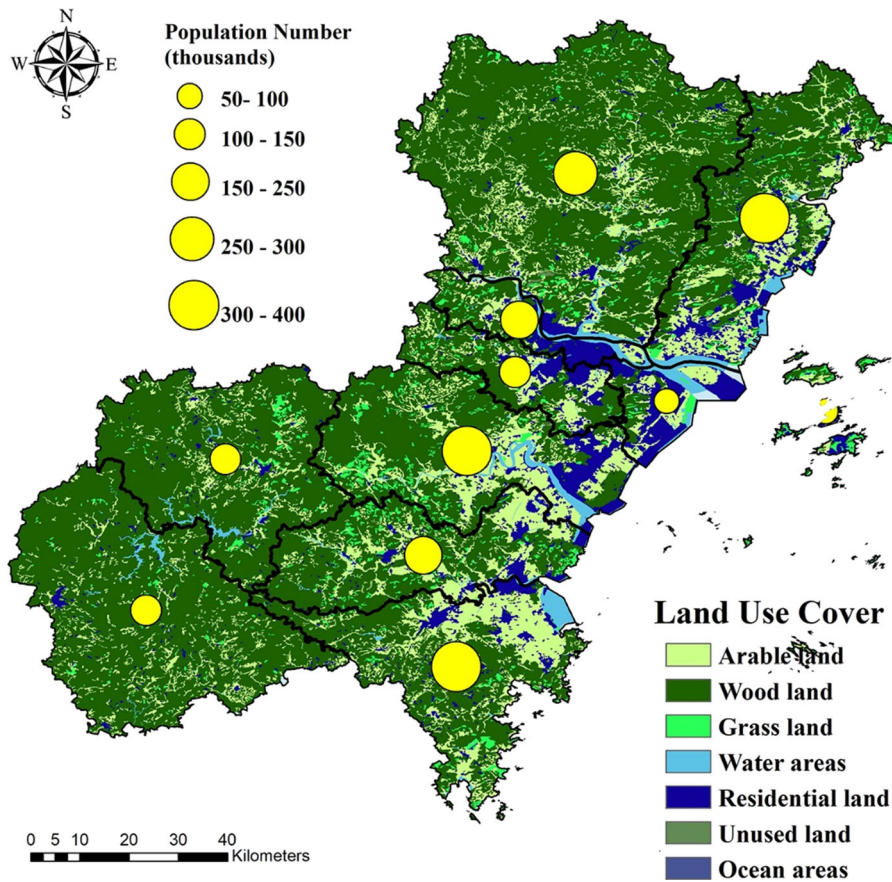 N
W E
S
Population Number
(thousands)
50- 100
100 - 150
150 - 250
250 - 300
300 - 400
Land Use Cover
Arable land
Wood land
Grass land
Water areas
Residential land
Unused land
Ocean areas
0 5 10 20 30 40
Kilometers